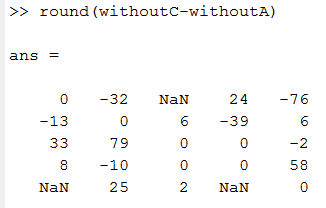 >> round(withoutC-withoutA)
ans =
0 -32 NaN 24 -76
-13 0 6 -39 6
33 79 0 0 -2
8 -10 0 0 58
NaN 25 2 NaN 0